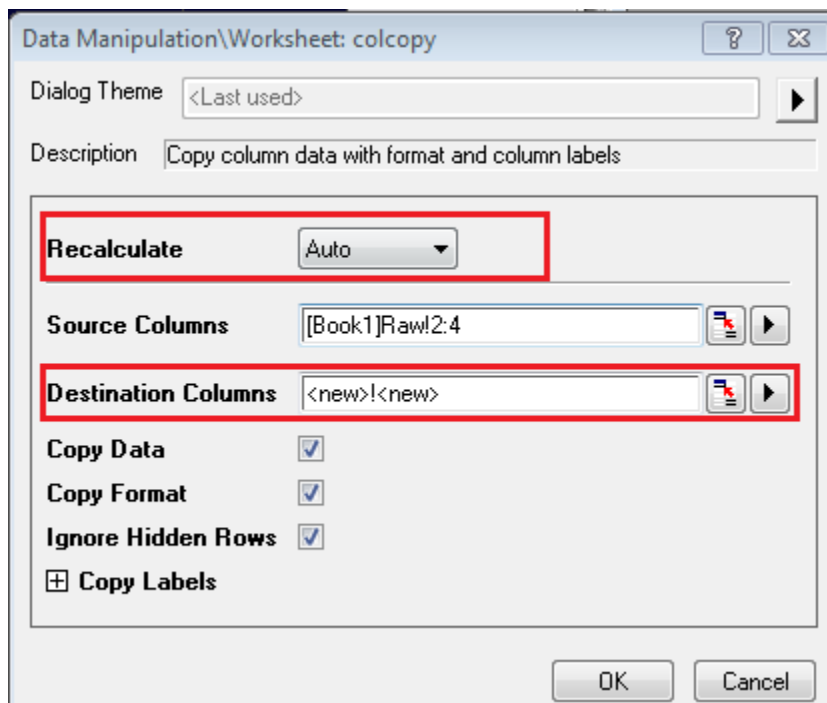 Data Manipulation\Worksheet: colcopy
Dialog Theme <Last used>
Description Copy column data with format and column labels
Recalculate Auto
Source Columns [Book1]Raw!2:4
Destination Columns <new>!<new>
Copy Data
Copy Format
Ignore Hidden Rows
Copy Labels
OK Cancel